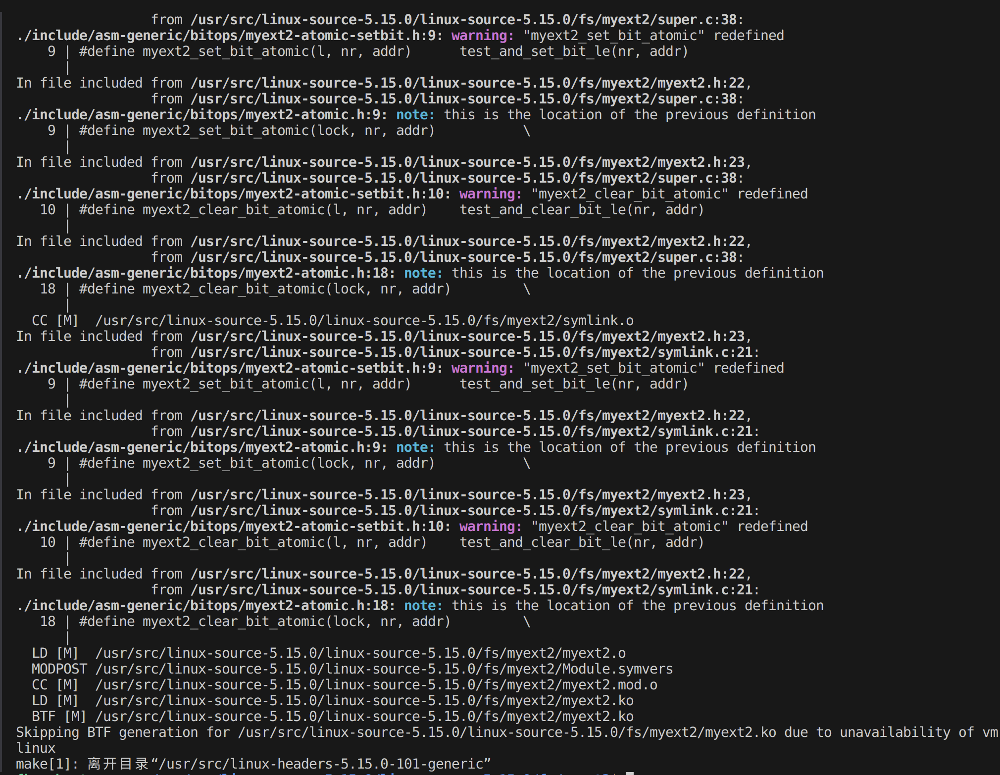 from /usr/src/linux-source-5.15.0/linux-source-5.15.0/fs/myext2/super.c:38:
./include/asm-generic/bitops/myext2-atomic-setbit.h:9: warning: "myext2_set_bit_atomic" redefined
    9 | #define myext2_set_bit_atomic(l, nr, addr)      test_and_set_bit_le(nr, addr)
      |
In file included from /usr/src/linux-source-5.15.0/linux-source-5.15.0/fs/myext2/myext2.h:22,
                 from /usr/src/linux-source-5.15.0/linux-source-5.15.0/fs/myext2/super.c:38:
./include/asm-generic/bitops/myext2-atomic.h:9: note: this is the location of the previous definition
    9 | #define myext2_set_bit_atomic(lock, nr, addr)           \
      |
In file included from /usr/src/linux-source-5.15.0/linux-source-5.15.0/fs/myext2/myext2.h:23,
                 from /usr/src/linux-source-5.15.0/linux-source-5.15.0/fs/myext2/super.c:38:
./include/asm-generic/bitops/myext2-atomic-setbit.h:10: warning: "myext2_clear_bit_atomic" redefined
   10 | #define myext2_clear_bit_atomic(l, nr, addr)    test_and_clear_bit_le(nr, addr)
      |
In file included from /usr/src/linux-source-5.15.0/linux-source-5.15.0/fs/myext2/myext2.h:22,
                 from /usr/src/linux-source-5.15.0/linux-source-5.15.0/fs/myext2/super.c:38:
./include/asm-generic/bitops/myext2-atomic.h:18: note: this is the location of the previous definition
   18 | #define myext2_clear_bit_atomic(lock, nr, addr)         \
      |
  CC [M]  /usr/src/linux-source-5.15.0/linux-source-5.15.0/fs/myext2/symlink.o
In file included from /usr/src/linux-source-5.15.0/linux-source-5.15.0/fs/myext2/myext2.h:23,
                 from /usr/src/linux-source-5.15.0/linux-source-5.15.0/fs/myext2/symlink.c:21:
./include/asm-generic/bitops/myext2-atomic-setbit.h:9: warning: "myext2_set_bit_atomic" redefined
    9 | #define myext2_set_bit_atomic(l, nr, addr)      test_and_set_bit_le(nr, addr)
      |
In file included from /usr/src/linux-source-5.15.0/linux-source-5.15.0/fs/myext2/myext2.h:22,
                 from /usr/src/linux-source-5.15.0/linux-source-5.15.0/fs/myext2/symlink.c:21:
./include/asm-generic/bitops/myext2-atomic.h:9: note: this is the location of the previous definition
    9 | #define myext2_set_bit_atomic(lock, nr, addr)           \
      |
In file included from /usr/src/linux-source-5.15.0/linux-source-5.15.0/fs/myext2/myext2.h:23,
                 from /usr/src/linux-source-5.15.0/linux-source-5.15.0/fs/myext2/symlink.c:21:
./include/asm-generic/bitops/myext2-atomic-setbit.h:10: warning: "myext2_clear_bit_atomic" redefined
   10 | #define myext2_clear_bit_atomic(l, nr, addr)    test_and_clear_bit_le(nr, addr)
      |
In file included from /usr/src/linux-source-5.15.0/linux-source-5.15.0/fs/myext2/myext2.h:22,
                 from /usr/src/linux-source-5.15.0/linux-source-5.15.0/fs/myext2/symlink.c:21:
./include/asm-generic/bitops/myext2-atomic.h:18: note: this is the location of the previous definition
   18 | #define myext2_clear_bit_atomic(lock, nr, addr)         \
      |
  LD [M]  /usr/src/linux-source-5.15.0/linux-source-5.15.0/fs/myext2/myext2.o
  MODPOST /usr/src/linux-source-5.15.0/linux-source-5.15.0/fs/myext2/Module.symvers
  CC [M]  /usr/src/linux-source-5.15.0/linux-source-5.15.0/fs/myext2/myext2.mod.o
  LD [M]  /usr/src/linux-source-5.15.0/linux-source-5.15.0/fs/myext2/myext2.ko
  BTF [M] /usr/src/linux-source-5.15.0/linux-source-5.15.0/fs/myext2/myext2.ko
Skipping BTF generation for /usr/src/linux-source-5.15.0/linux-source-5.15.0/fs/myext2/myext2.ko due to unavailability of vm
linux
make[1]: 离开目录“/usr/src/linux-headers-5.15.0-101-generic”